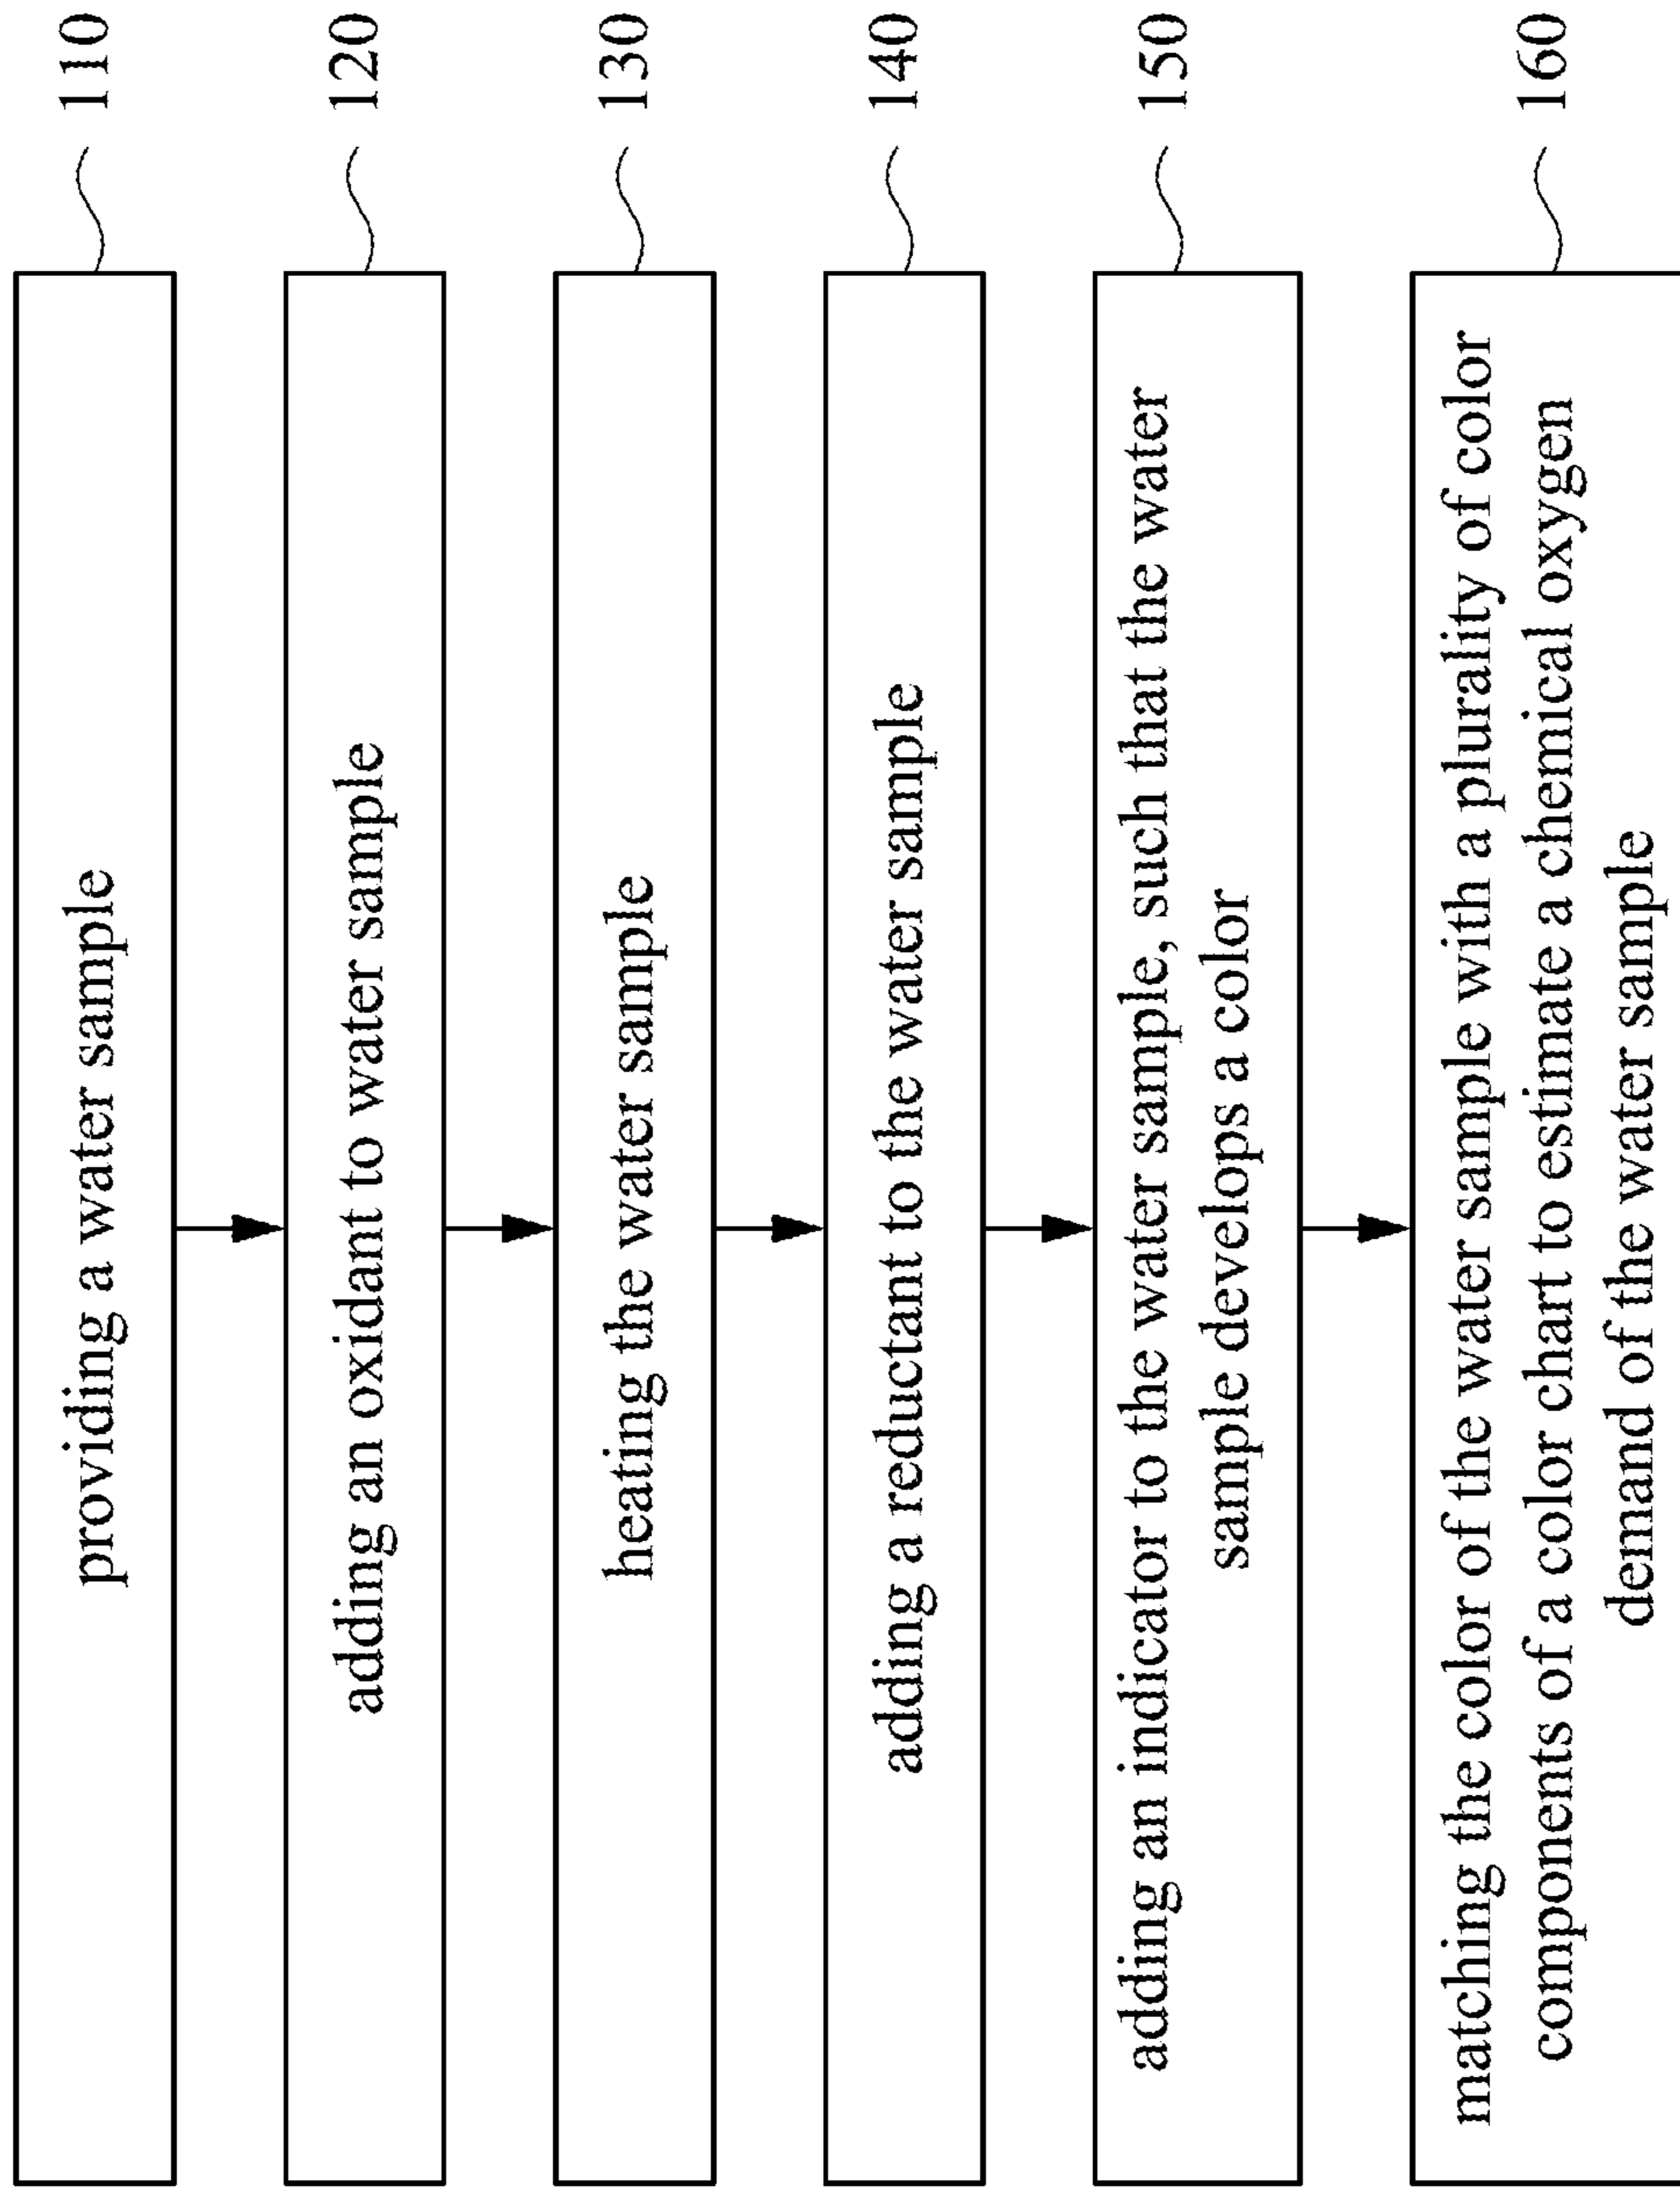 providing a water sample
110
adding an oxidant to water sample
120
heating the water sample
130
adding a reductant to the water sample
140
adding an indicator to the water sample, such that the water
sample develops a color
150
matching the color of the water sample with a plurality of color
components of a color chart to estimate a chemical oxygen
demand of the water sample
160